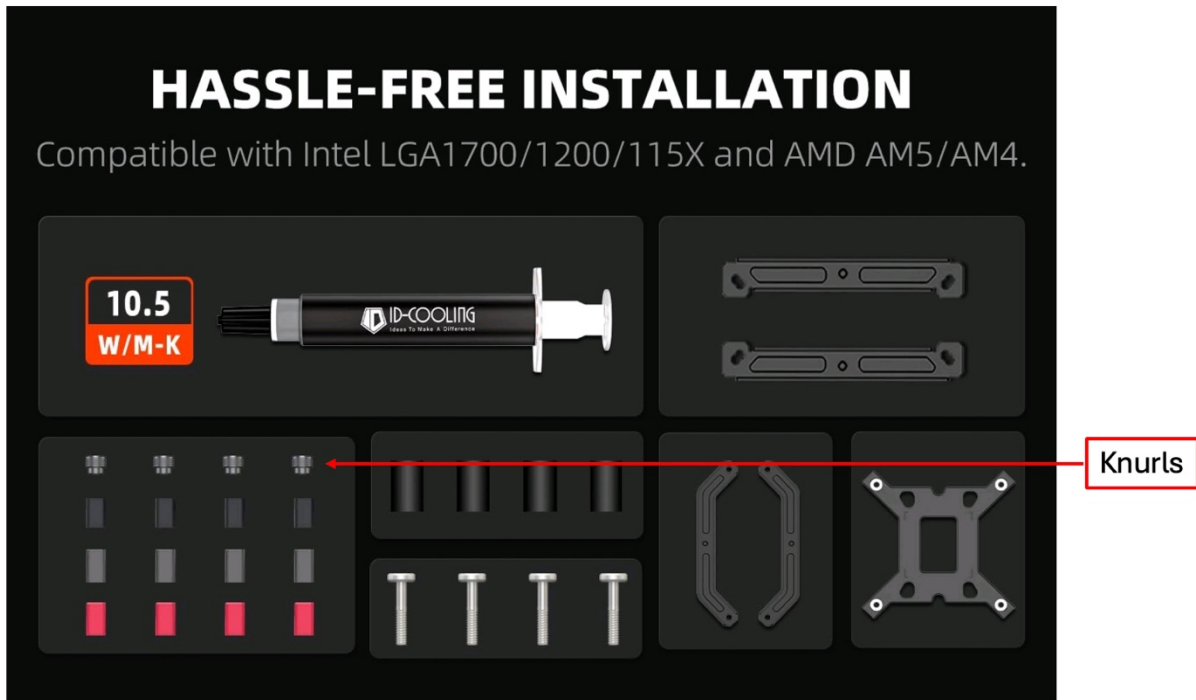 HASSLE-FREE INSTALLATION
Compatible with Intel LGA1700/1200/115X and AMD AM5/AM4.
10.5
W/M-K
ID-COOLING
Ideas To Make A Difference
Knurls